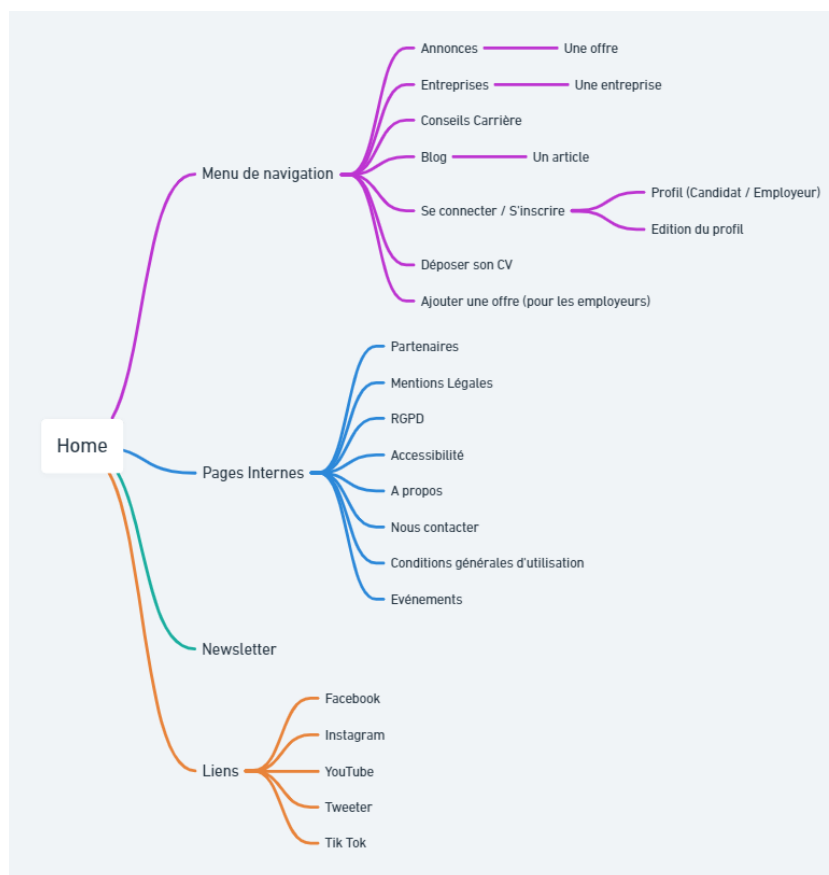 Home
Menu de navigation
Annonces
Une offre
Entreprises
Une entreprise
Conseils Carrière
Blog
Un article
Se connecter / S'inscrire
Profil (Candidat / Employeur)
Edition du profil
Déposer son CV
Ajouter une offre (pour les employeurs)
Pages Internes
Partenaires
Mentions Légales
RGPD
Accessibilité
A propos
Nous contacter
Conditions générales d'utilisation
Evénements
Newsletter
Liens
Facebook
Instagram
YouTube
Tweeter
Tik Tok